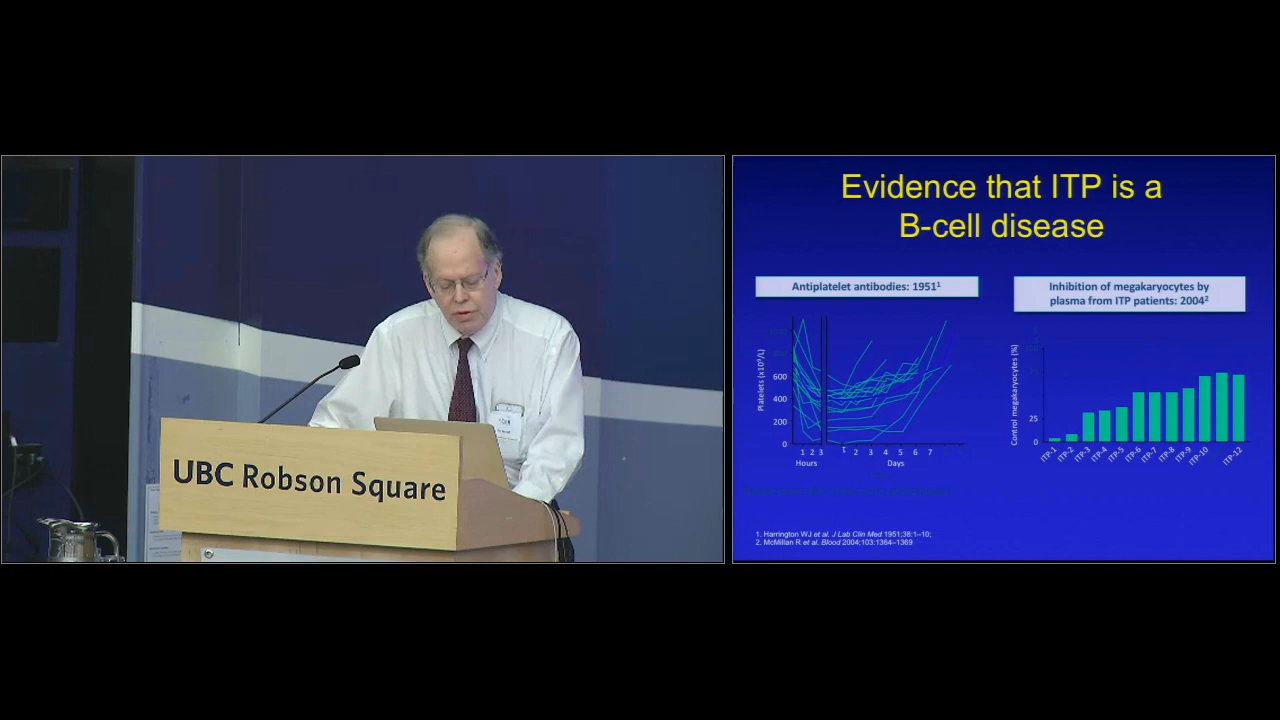 UBC Robson Square
Evidence that ITP is a
B-cell disease
Antiplatelet antibodies: 1951¹
Inhibition of megakaryocytes by
plasma from ITP patients: 2004²
Platelets (x10⁹/L)
600
400
200
0
1 2 3
Hours
1 2 3 4 5 6 7
Days
Control megakaryocytes (%)
25
0
ITP-1
ITP-2
ITP-3
ITP-4
ITP-5
ITP-6
ITP-7
ITP-8
ITP-9
ITP-10
ITP-12
1, Harrington WJ et al. J Lab Clin Med 1951;38:1–10;
2. McMillan R et al. Blood 2004;103:1364–1369